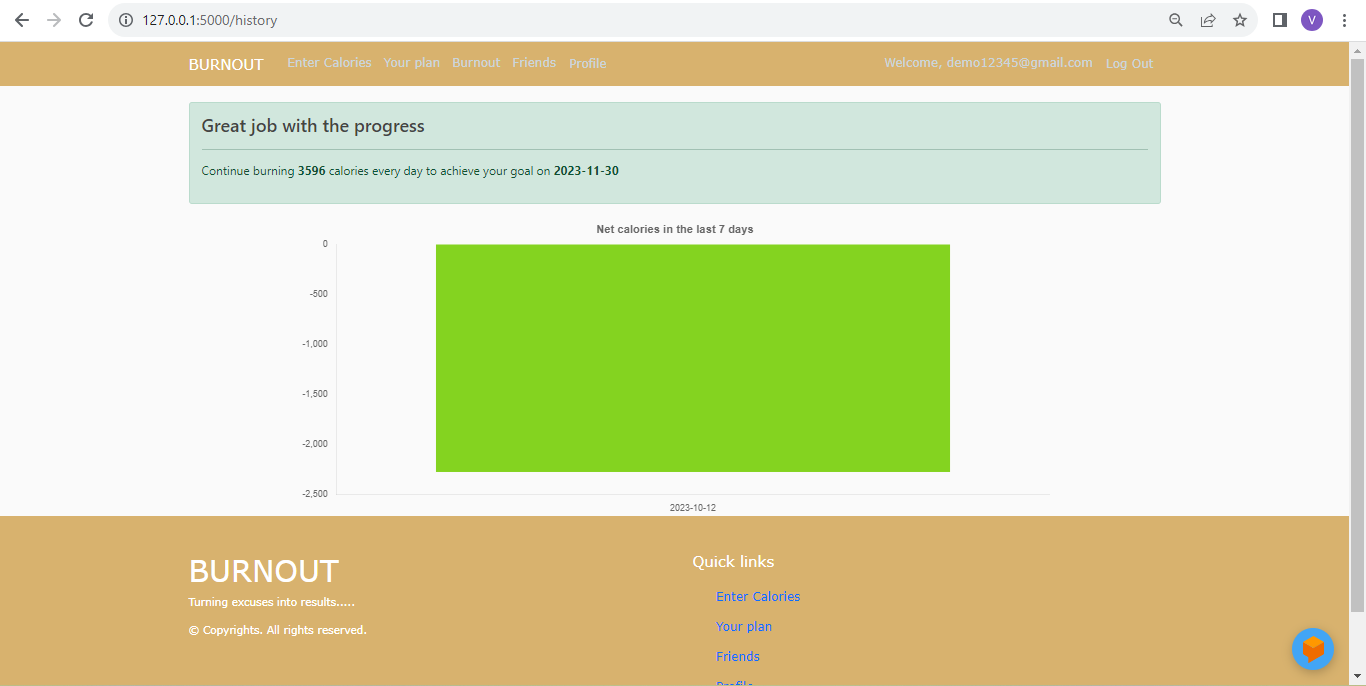 127.0.0.1:5000/history
V
BURNOUT Enter Calories Your plan Burnout Friends Profile Welcome, demo12345@gmail.com Log Out
Great job with the progress
Continue burning 3596 calories every day to achieve your goal on 2023-11-30
Net calories in the last 7 days
0
-500
-1,000
-1,500
-2,000
-2,500
2023-10-12
BURNOUT
Turning excuses into results.....
© Copyrights. All rights reserved.
Quick links
Enter Calories
Your plan
Friends
Profile